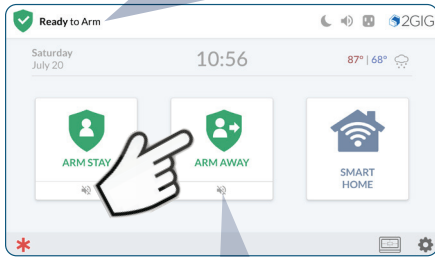 Ready to Arm
2GIG
Saturday
July 20
10:56
87° | 68°
ARM STAY
ARM AWAY
SMART
HOME